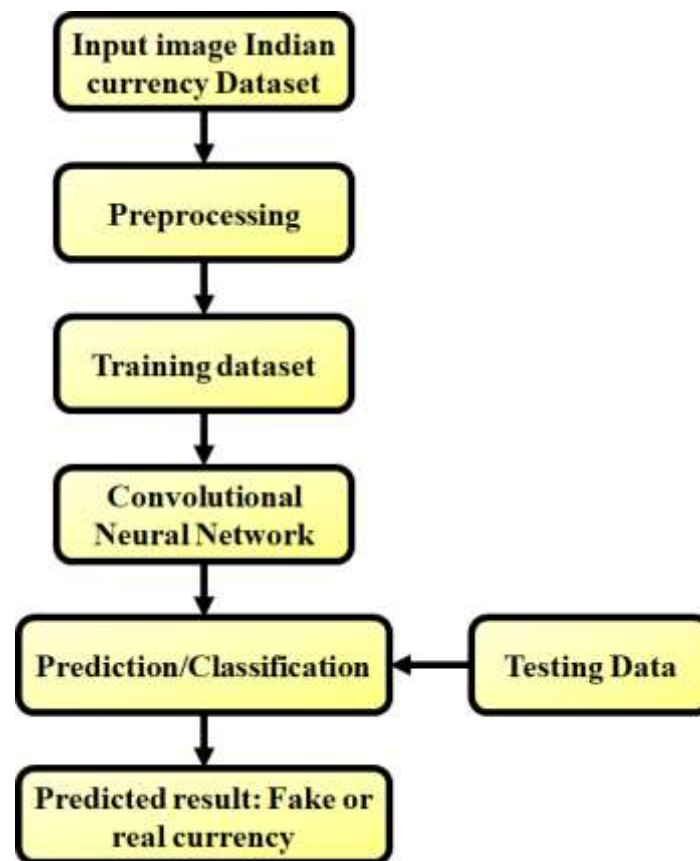 Input image Indian
currency Dataset
Preprocessing
Training dataset
Convolutional
Neural Network
Prediction/Classification
Testing Data
Predicted result: Fake or
real currency